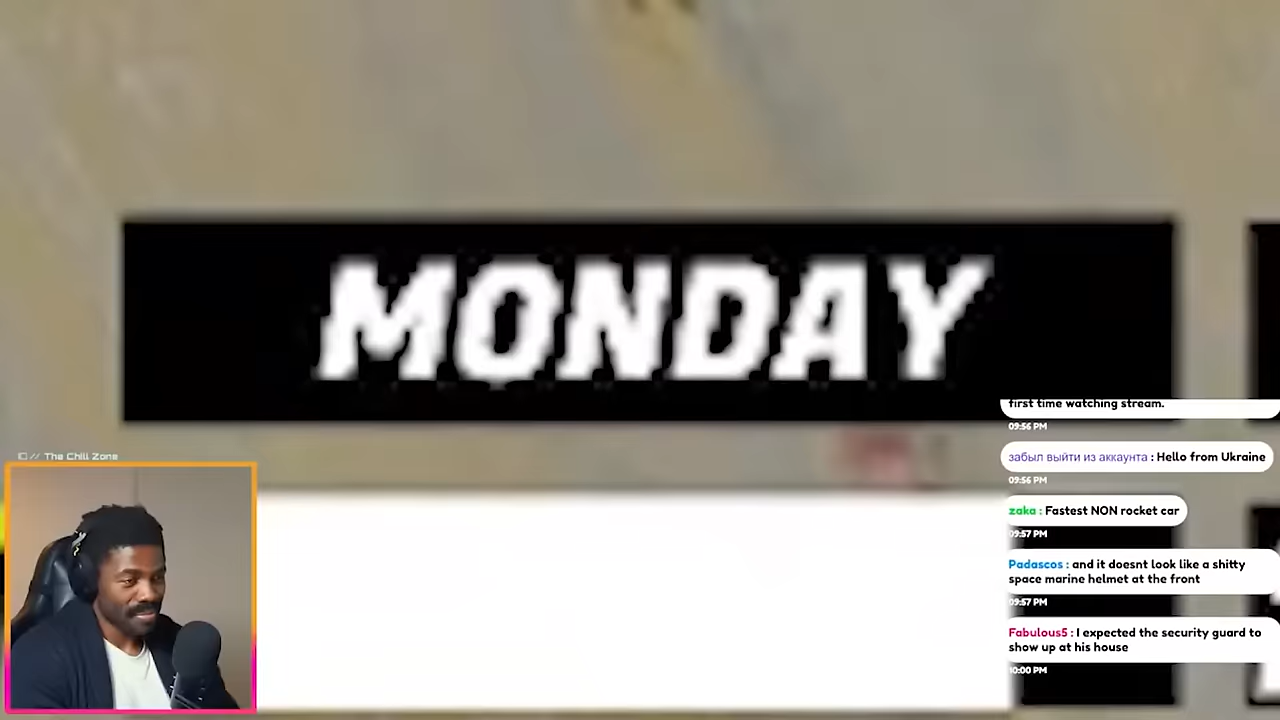 MONDAY
first time watching stream.
09:56 PM
забыл выйти из аккаунта : Hello from Ukraine
09:56 PM
zaka : Fastest NON rocket car
09:57 PM
Padascos : and it doesnt look like a shitty
space marine helmet at the front
09:57 PM
Fabulous5 : I expected the security guard to
show up at his house
10:00 PM
// The Chill Zone